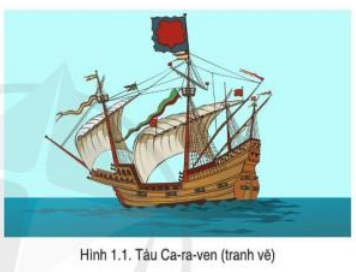 Hình 1.1. Tàu Ca-ra-ven (tranh vẽ)